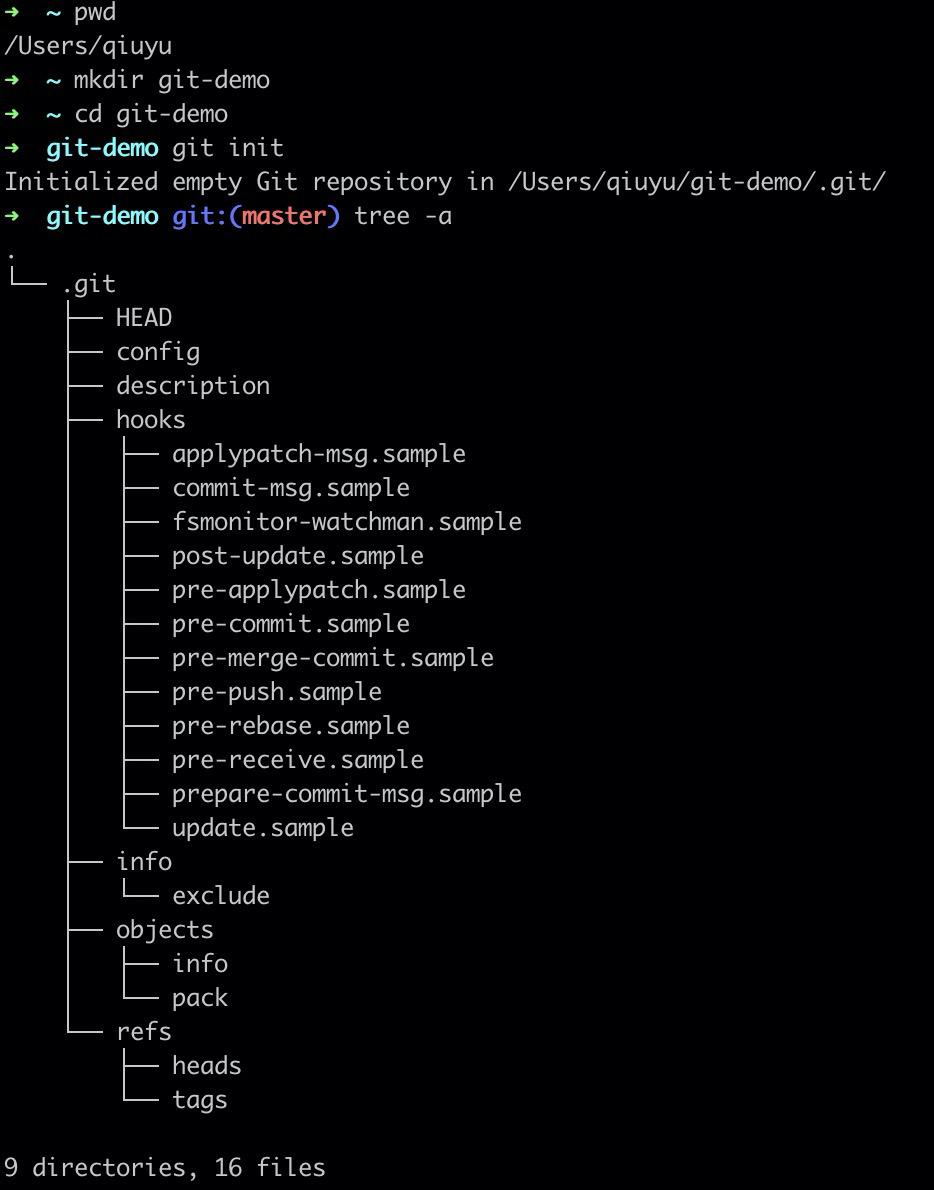 ➜  ~ pwd
/Users/qiuyu
➜  ~ mkdir git-demo
➜  ~ cd git-demo
➜  git-demo git init
Initialized empty Git repository in /Users/qiuyu/git-demo/.git/
➜  git-demo git:(master) tree -a
.
└── .git
    ├── HEAD
    ├── config
    ├── description
    ├── hooks
    │   ├── applypatch-msg.sample
    │   ├── commit-msg.sample
    │   ├── fsmonitor-watchman.sample
    │   ├── post-update.sample
    │   ├── pre-applypatch.sample
    │   ├── pre-commit.sample
    │   ├── pre-merge-commit.sample
    │   ├── pre-push.sample
    │   ├── pre-rebase.sample
    │   ├── pre-receive.sample
    │   ├── prepare-commit-msg.sample
    │   └── update.sample
    ├── info
    │   └── exclude
    ├── objects
    │   ├── info
    │   └── pack
    └── refs
        ├── heads
        └── tags

9 directories, 16 files